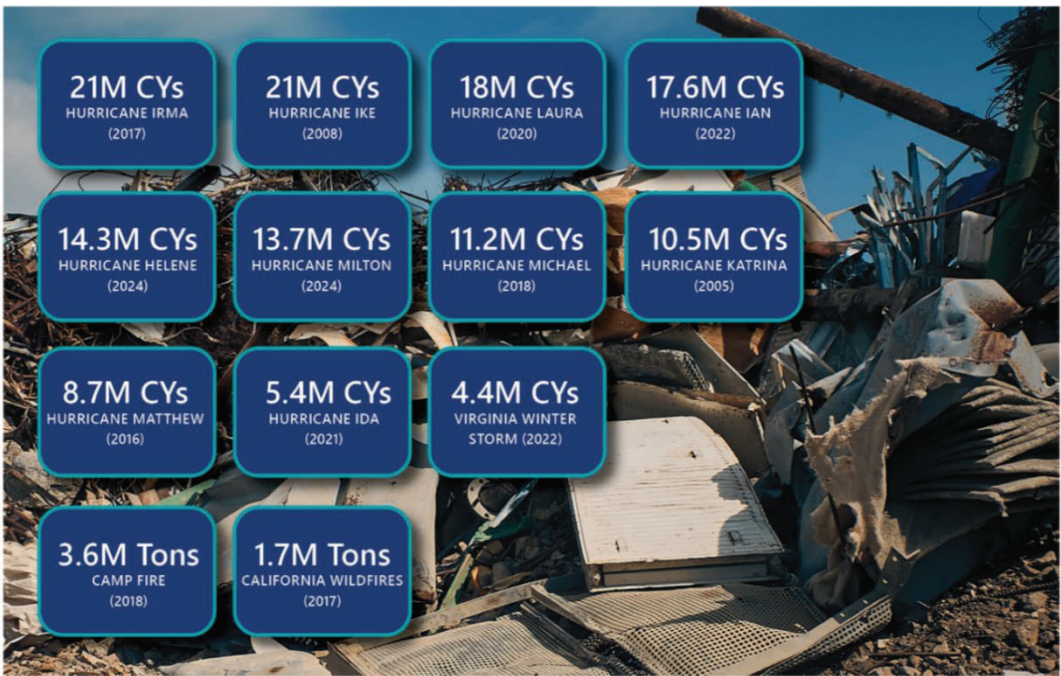 21M CYs
HURRICANE IRMA
(2017)
21M CYs
HURRICANE IKE
(2008)
18M CYs
HURRICANE LAURA
(2020)
17.6M CYs
HURRICANE IAN
(2022)
14.3M CYs
HURRICANE HELENE
(2024)
13.7M CYs
HURRICANE MILTON
(2024)
11.2M CYs
HURRICANE MICHAEL
(2018)
10.5M CYs
HURRICANE KATRINA
(2005)
8.7M CYs
HURRICANE MATTHEW
(2016)
5.4M CYs
HURRICANE IDA
(2021)
4.4M CYs
VIRGINIA WINTER
STORM (2022)
3.6M Tons
CAMP FIRE
(2018)
1.7M Tons
CALIFORNIA WILDFIRES
(2017)